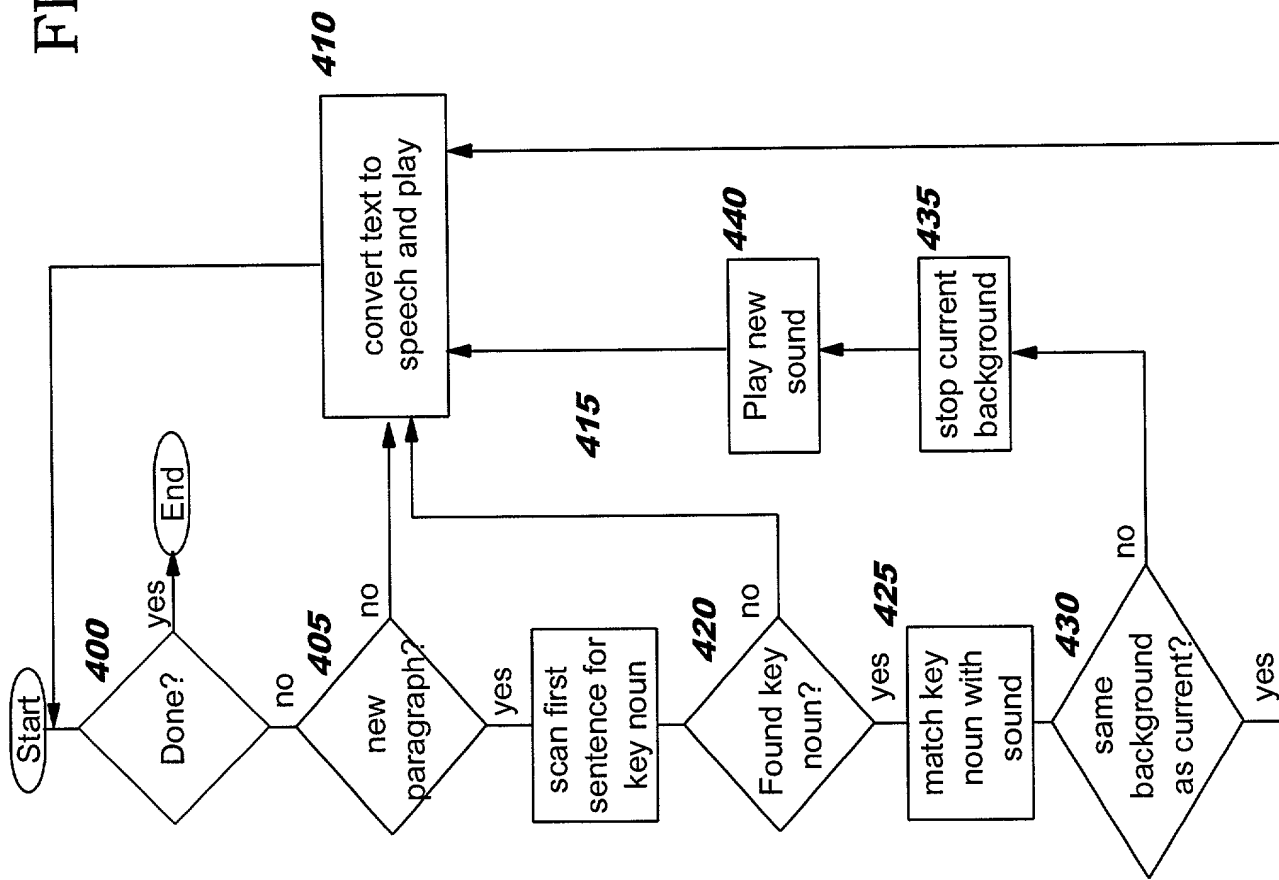 FI
Start
400
Done?
yes
End
no
405
new
paragraph?
no
yes
410
convert text to
speech and play
415
scan first
sentence for
key noun
420
Found key
noun?
no
yes
425
match key
noun with
sound
430
same
background
as current?
no
yes
435
stop current
background
440
Play new
sound